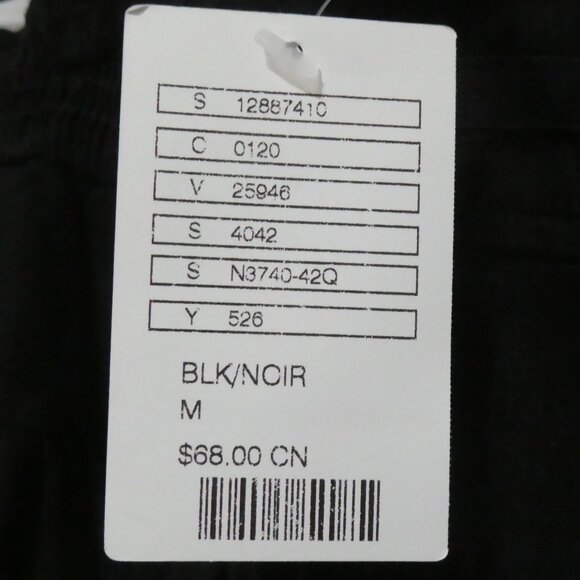 S 12887410
C 0120
V 25946
S 4042
S N3740-42Q
Y 526
BLK/NOIR
M
$68.00 CN